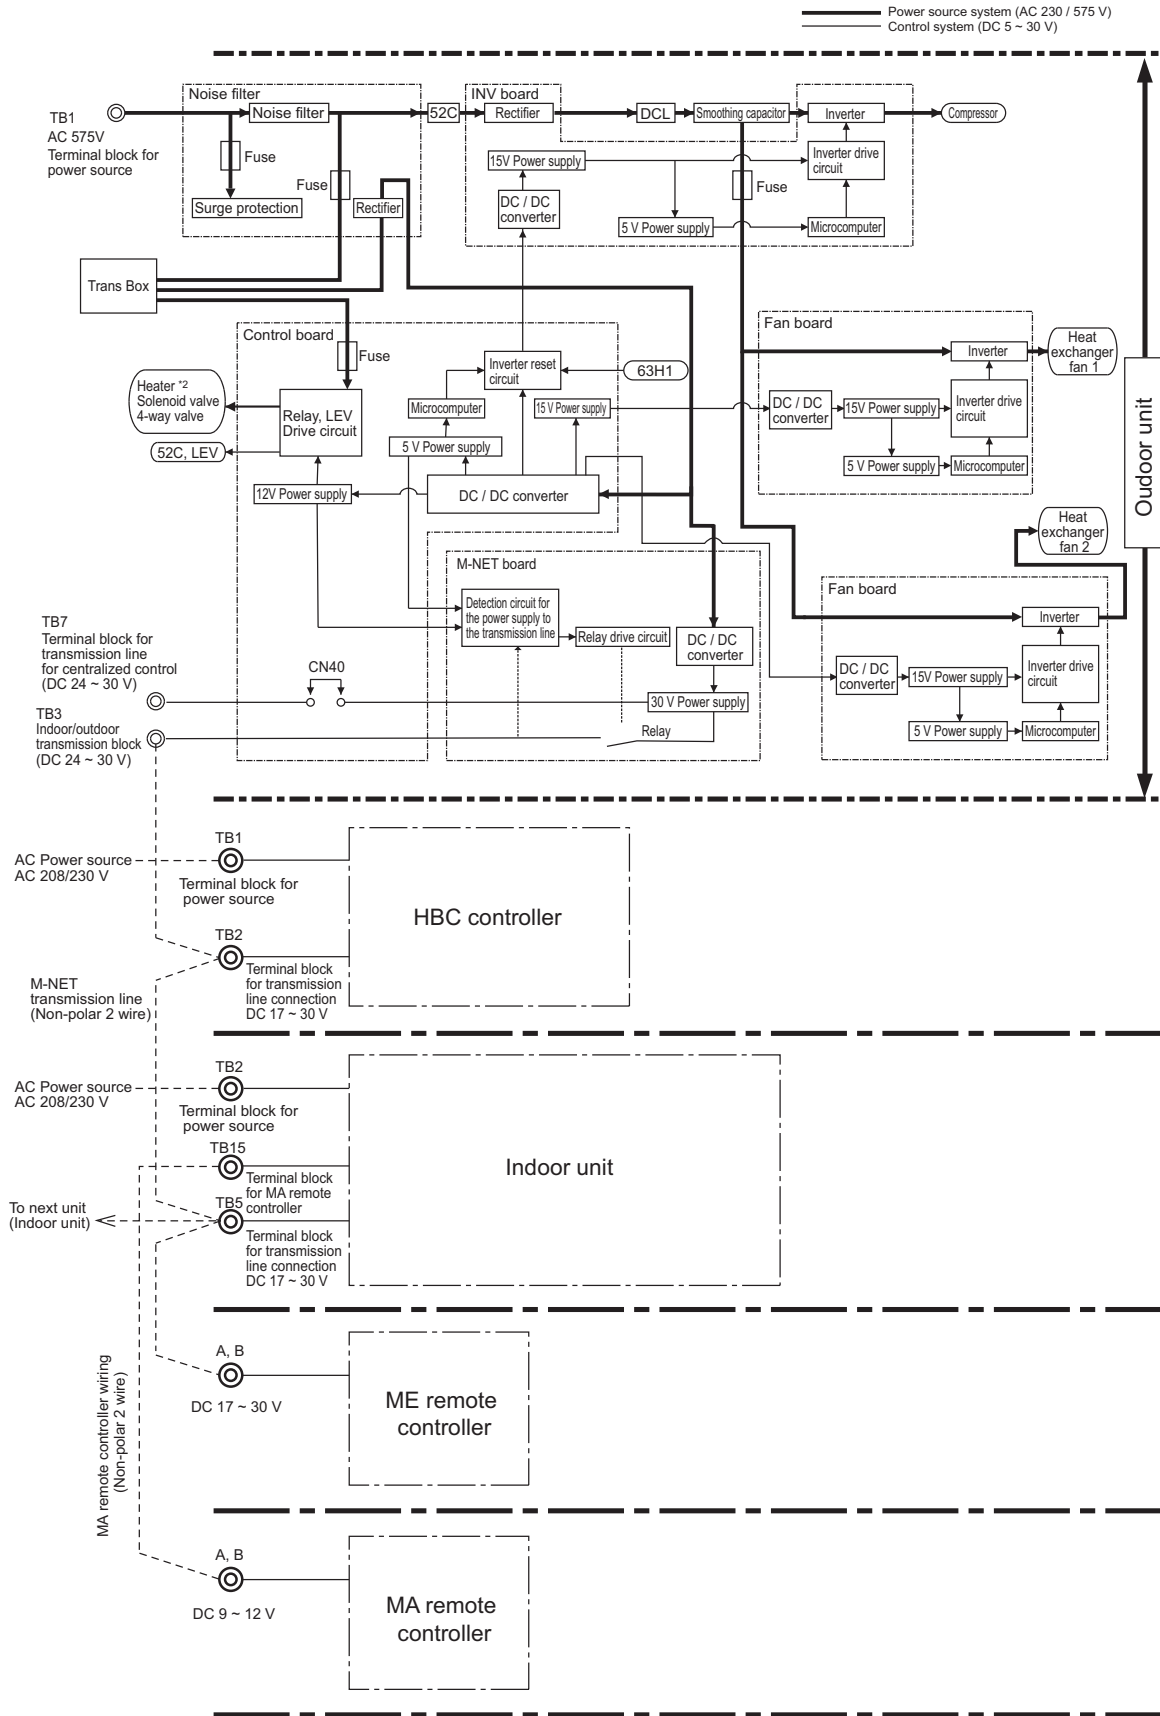 Power source system (AC 230 / 575 V)
Control system (DC 5 ~ 30 V)
Noise filter
INV board
TB1
AC 575V
Terminal block for
power source
Noise filter
52C
Rectifier
DCL
Smoothing capacitor
Inverter
Compressor
Fuse
Fuse
Surge protection
Rectifier
15V Power supply
DC / DC
converter
5 V Power supply
Fuse
Inverter drive
circuit
Microcomputer
Trans Box
Control board
Fuse
Heater *2
Solenoid valve
4-way valve
52C, LEV
Relay, LEV
Drive circuit
Inverter reset
circuit
63H1
Microcomputer
15 V Power supply
5 V Power supply
12V Power supply
DC / DC converter
Fan board
Inverter
Heat
exchanger
fan 1
DC / DC
converter
15V Power supply
Inverter drive
circuit
5 V Power supply
Microcomputer
Oudoor unit
Heat
exchanger
fan 2
M-NET board
Detection circuit for
the power supply to
the transmission line
Relay drive circuit
DC / DC
converter
30 V Power supply
Relay
Fan board
Inverter
DC / DC
converter
15V Power supply
Inverter drive
circuit
5 V Power supply
Microcomputer
TB7
Terminal block for
transmission line
for centralized control
(DC 24 ~ 30 V)
CN40
TB3
Indoor/outdoor
transmission block
(DC 24 ~ 30 V)
TB1
AC Power source
AC 208/230 V
Terminal block for
power source
HBC controller
TB2
Terminal block
for transmission
line connection
DC 17 ~ 30 V
M-NET
transmission line
(Non-polar 2 wire)
TB2
AC Power source
AC 208/230 V
Terminal block for
power source
TB15
Terminal block
for MA remote
controller
Indoor unit
To next unit
(Indoor unit)
TB5
Terminal block
for transmission
line connection
DC 17 ~ 30 V
A, B
DC 17 ~ 30 V
ME remote
controller
MA remote controller wiring
(Non-polar 2 wire)
A, B
DC 9 ~ 12 V
MA remote
controller